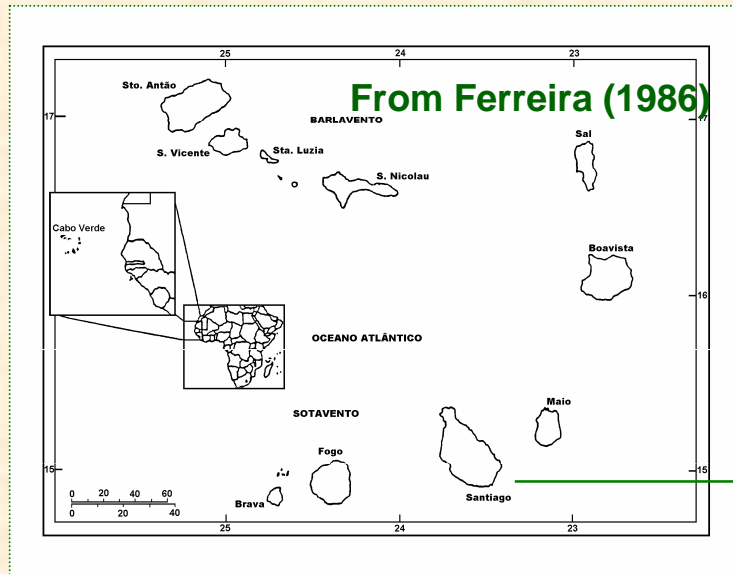 25 24 23
Sto. Antão
From Ferreira (1986)
17 17
BARLAVENTO
Sal
S. Vicente
Sta. Luzia
S. Nicolau
Cabo Verde
Boavista
16
OCEANO ATLÂNTICO
Maio
SOTAVENTO
Fogo
15 15
0 20 40 60
Brava
Santiago
0 20 40
25 24 23